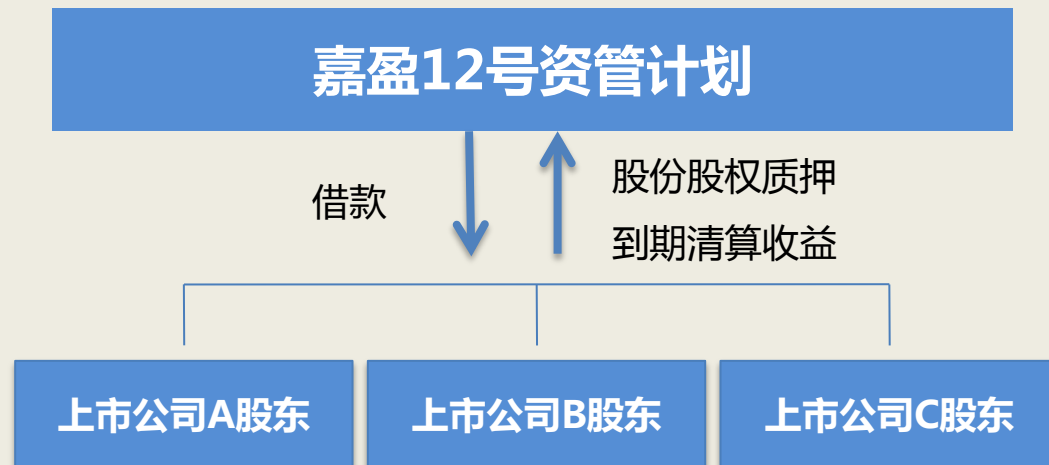 嘉盈12号资管计划
借款
股份股权质押
到期清算收益
上市公司A股东
上市公司B股东
上市公司C股东